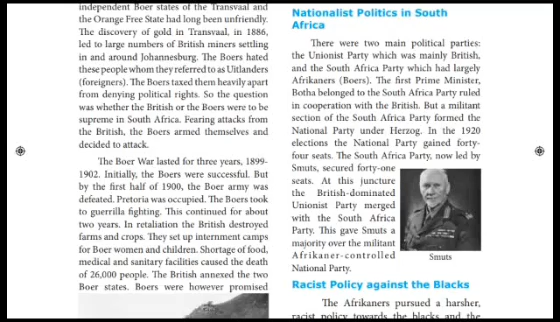 independent Boer states of the Transvaal and
the Orange Free State had long been unfriendly.
The discovery of gold in Transvaal, in 1886,
led to large numbers of British miners settling
in and around Johannesburg. The Boers hated
these people whom they referred to as Uitlanders
(foreigners). The Boers taxed them heavily apart
from denying political rights. So the question
was whether the British or the Boers were to be
supreme in South Africa. Fearing attacks from
the British, the Boers armed themselves and
decided to attack.
The Boer War lasted for three years, 1899-
1902. Initially, the Boers were successful. But
by the first half of 1900, the Boer army was
defeated. Pretoria was occupied. The Boers took
to guerrilla fighting. This continued for about
two years. In retaliation the British destroyed
farms and crops. They set up internment camps
for Boer women and children. Shortage of food,
medical and sanitary facilities caused the death
of 26,000 people. The British annexed the two
Boer states. Boers were however promised
Nationalist Politics in South
Africa
There were two main political parties:
the Unionist Party which was mainly British,
and the South Africa Party which had largely
Afrikaners (Boers). The first Prime Minister,
Botha belonged to the South Africa Party ruled
in cooperation with the British. But a militant
section of the South Africa Party formed the
National Party under Herzog. In the 1920
elections the National Party gained forty-
four seats. The South Africa Party, now led by
Smuts, secured forty-one
seats. At this juncture
the British-dominated
Unionist Party merged
with the South Africa
Party. This gave Smuts a
majority over the militant
Afrikaner-controlled
National Party.
Smuts
Racist Policy against the Blacks
The Afrikaners pursued a harsher,
racist policy towards the blacks and the